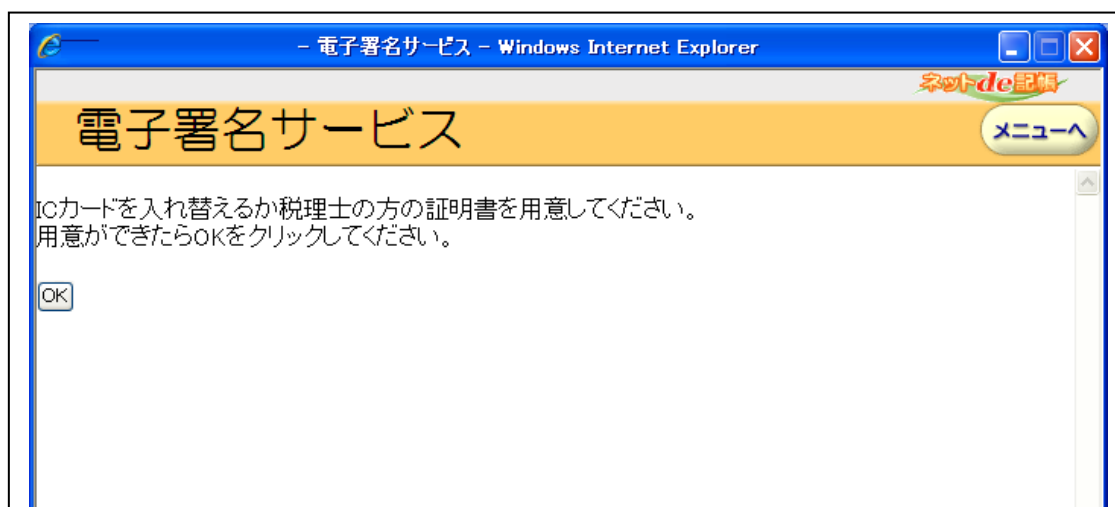 - 電子署名サービス - Windows Internet Explorer
ネットde記帳
電子署名サービス
メニューへ
ICカードを入れ替えるか税理士の方の証明書を用意してください。
用意ができたらOKをクリックしてください。
OK